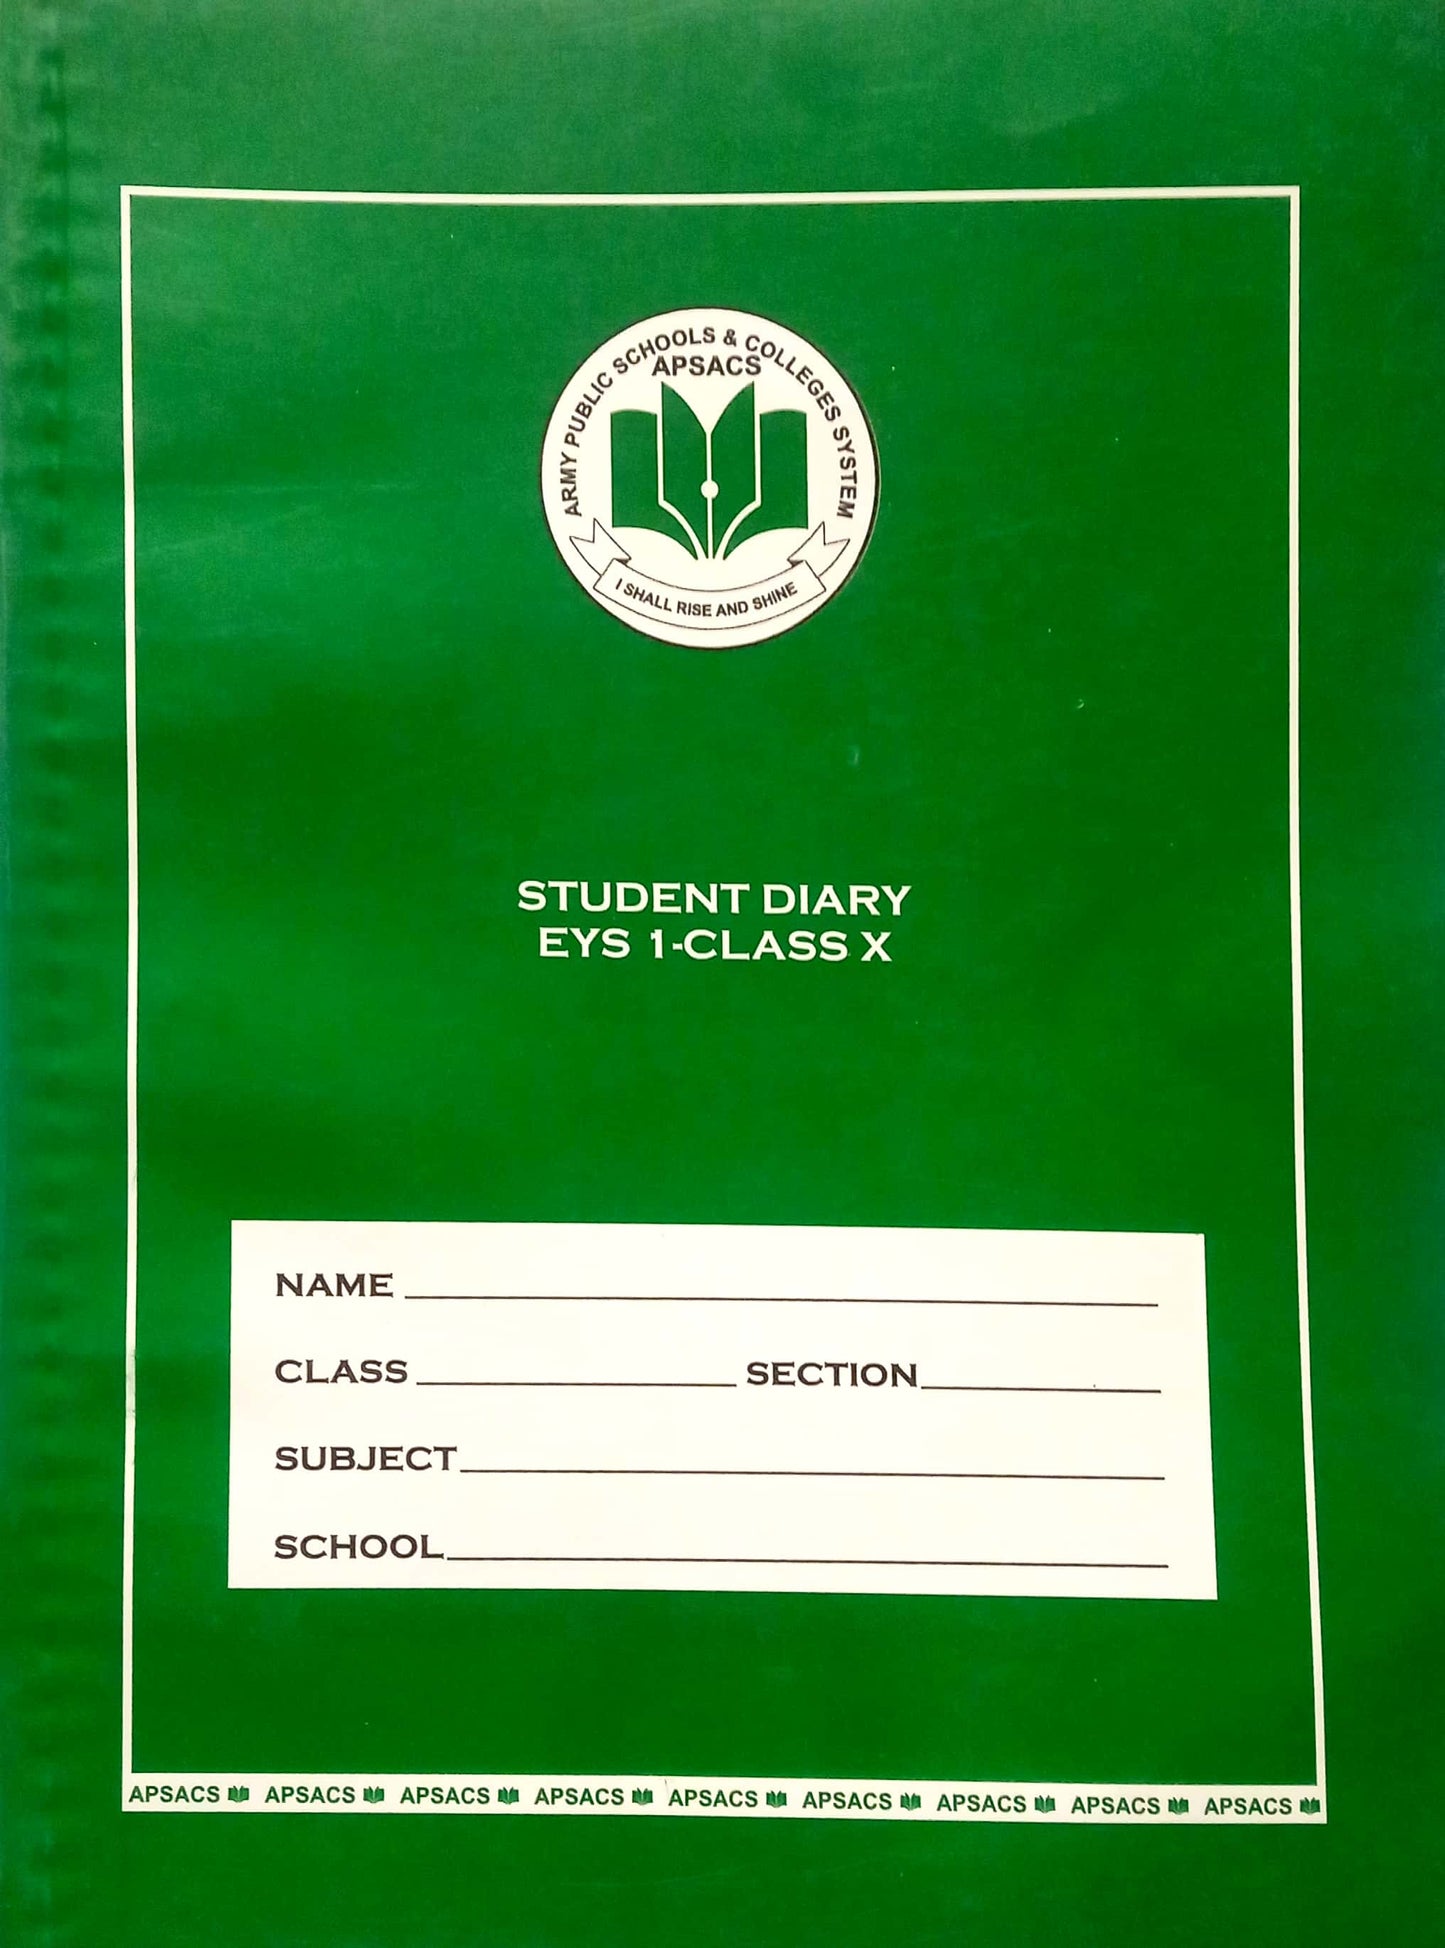 ARMY PUBLIC SCHOOLS & COLLEGES SYSTEM
APSACS
I SHALL RISE AND SHINE
STUDENT DIARY
EYS 1-CLASS X
NAME
CLASS SECTION
SUBJECT
SCHOOL
APSACS APSACS APSACS APSACS APSACS APSACS APSACS APSACS APSACS